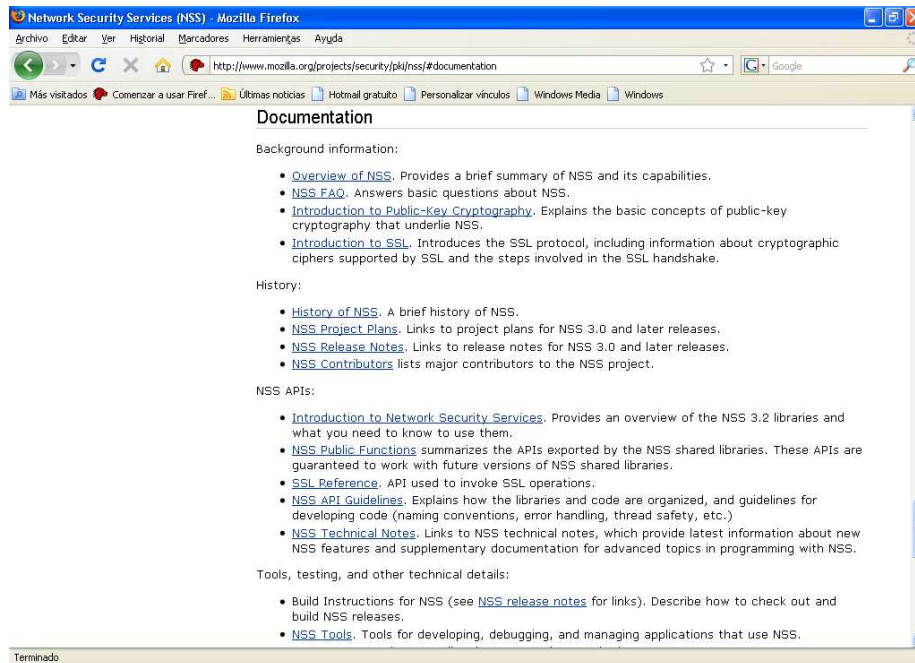 Network Security Services (NSS) - Mozilla Firefox
Archivo Editar Ver Historial Marcadores Herramientas Ayuda
http://www.mozilla.org/projects/security/pki/nss/#documentation
G Google
Más visitados Comenzar a usar Firef... Últimas noticias Hotmail gratuito Personalizar vínculos Windows Media Windows
Documentation
Background information:
• Overview of NSS. Provides a brief summary of NSS and its capabilities.
• NSS FAQ. Answers basic questions about NSS.
• Introduction to Public-Key Cryptography. Explains the basic concepts of public-key
cryptography that underlie NSS.
• Introduction to SSL. Introduces the SSL protocol, including information about cryptographic
ciphers supported by SSL and the steps involved in the SSL handshake.
History:
• History of NSS. A brief history of NSS.
• NSS Project Plans. Links to project plans for NSS 3.0 and later releases.
• NSS Release Notes. Links to release notes for NSS 3.0 and later releases.
• NSS Contributors lists major contributors to the NSS project.
NSS APIs:
• Introduction to Network Security Services. Provides an overview of the NSS 3.2 libraries and
what you need to know to use them.
• NSS Public Functions summarizes the APIs exported by the NSS shared libraries. These APIs are
guaranteed to work with future versions of NSS shared libraries.
• SSL Reference. API used to invoke SSL operations.
• NSS API Guidelines. Explains how the libraries and code are organized, and guidelines for
developing code (naming conventions, error handling, thread safety, etc.)
• NSS Technical Notes. Links to NSS technical notes, which provide latest information about new
NSS features and supplementary documentation for advanced topics in programming with NSS.
Tools, testing, and other technical details:
• Build Instructions for NSS (see NSS release notes for links). Describe how to check out and
build NSS releases.
• NSS Tools. Tools for developing, debugging, and managing applications that use NSS.
Terminado